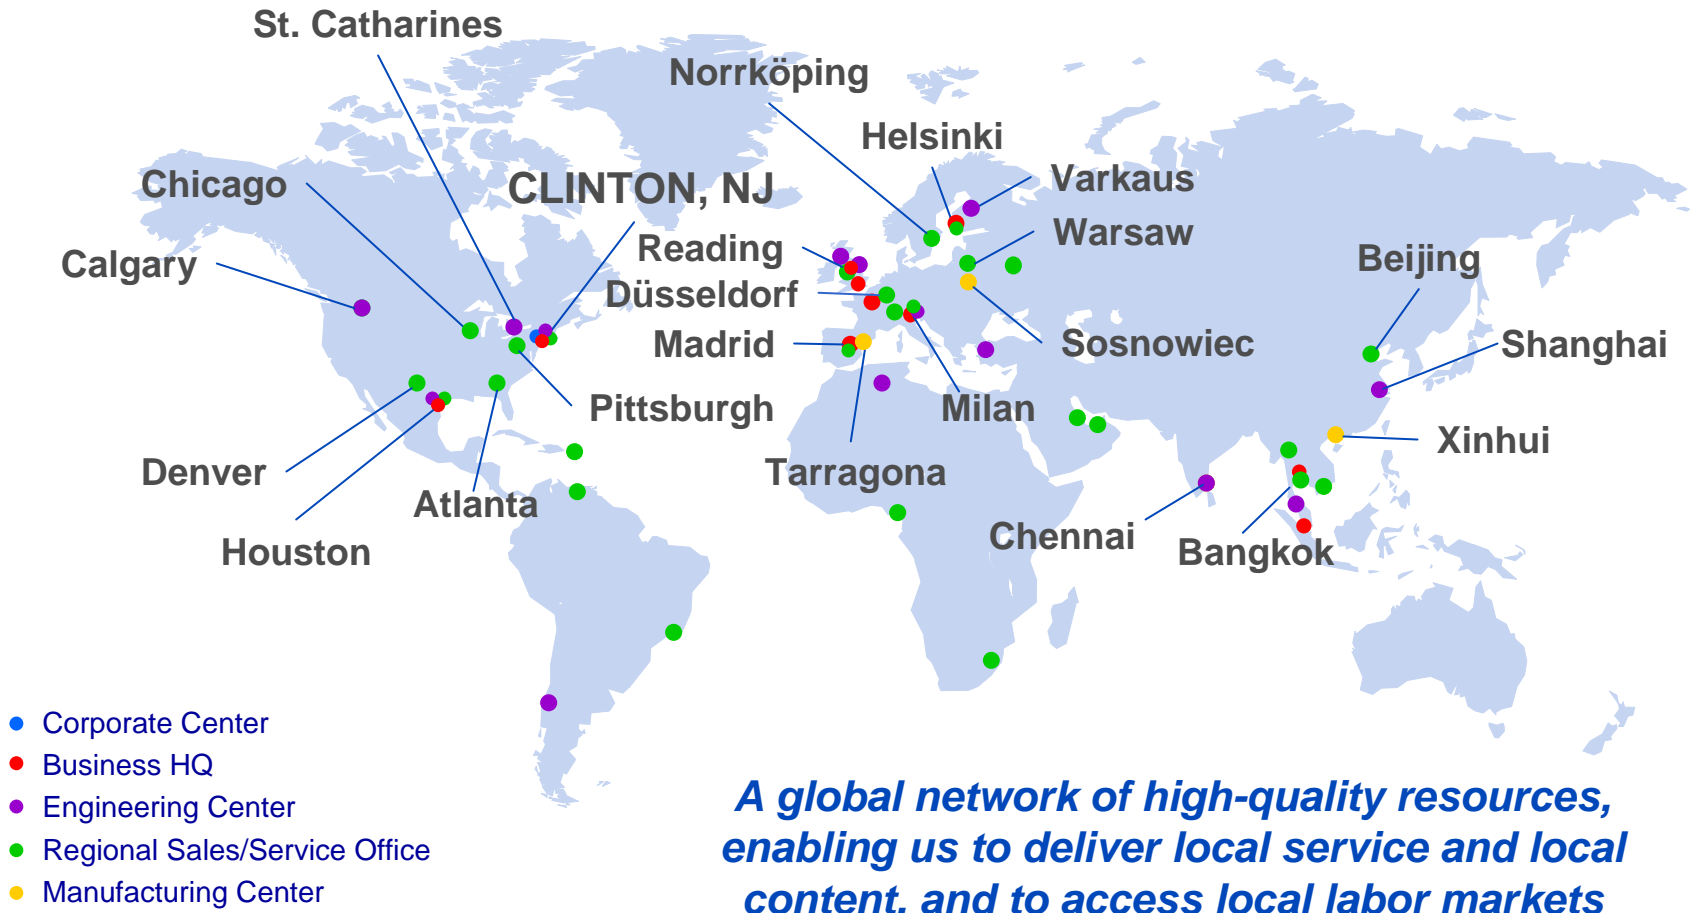 St. Catharines
Norrköping
Helsinki
Chicago
CLINTON, NJ
Varkaus
Reading
Warsaw
Calgary
Beijing
Düsseldorf
Madrid
Sosnowiec
Shanghai
Pittsburgh
Milan
Xinhui
Denver
Tarragona
Atlanta
Chennai
Houston
Bangkok
Corporate Center
Business HQ
Engineering Center
Regional Sales/Service Office
Manufacturing Center
A global network of high-quality resources,
enabling us to deliver local service and local
content, and to access local labor markets